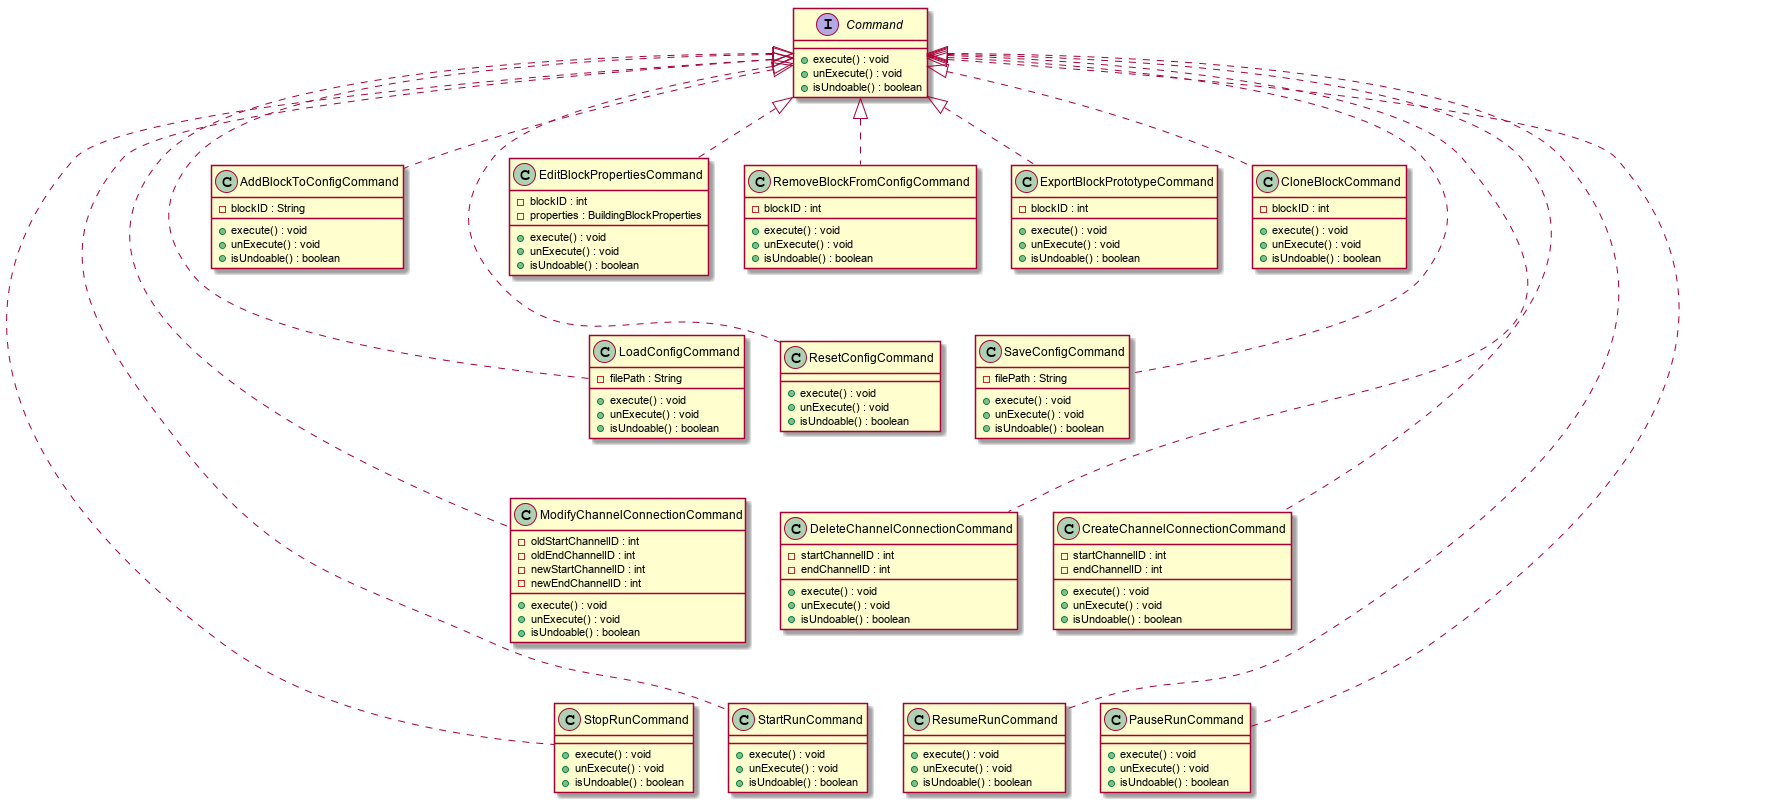 I Command
execute() : void
unExecute() : void
isUndoable() : boolean
C AddBlockToConfigCommand
blockID : String
execute() : void
unExecute() : void
isUndoable() : boolean
C EditBlockPropertiesCommand
blockID : int
properties : BuildingBlockProperties
execute() : void
unExecute() : void
isUndoable() : boolean
C RemoveBlockFromConfigCommand
blockID : int
execute() : void
unExecute() : void
isUndoable() : boolean
C ExportBlockPrototypeCommand
blockID : int
execute() : void
unExecute() : void
isUndoable() : boolean
C CloneBlockCommand
blockID : int
execute() : void
unExecute() : void
isUndoable() : boolean
C LoadConfigCommand
filePath : String
execute() : void
unExecute() : void
isUndoable() : boolean
C ResetConfigCommand
execute() : void
unExecute() : void
isUndoable() : boolean
C SaveConfigCommand
filePath : String
execute() : void
unExecute() : void
isUndoable() : boolean
C ModifyChannelConnectionCommand
oldStartChannelID : int
oldEndChannelID : int
newStartChannelID : int
newEndChannelID : int
execute() : void
unExecute() : void
isUndoable() : boolean
C DeleteChannelConnectionCommand
startChannelID : int
endChannelID : int
execute() : void
unExecute() : void
isUndoable() : boolean
C CreateChannelConnectionCommand
startChannelID : int
endChannelID : int
execute() : void
unExecute() : void
isUndoable() : boolean
C StopRunCommand
execute() : void
unExecute() : void
isUndoable() : boolean
C StartRunCommand
execute() : void
unExecute() : void
isUndoable() : boolean
C ResumeRunCommand
execute() : void
unExecute() : void
isUndoable() : boolean
C PauseRunCommand
execute() : void
unExecute() : void
isUndoable() : boolean